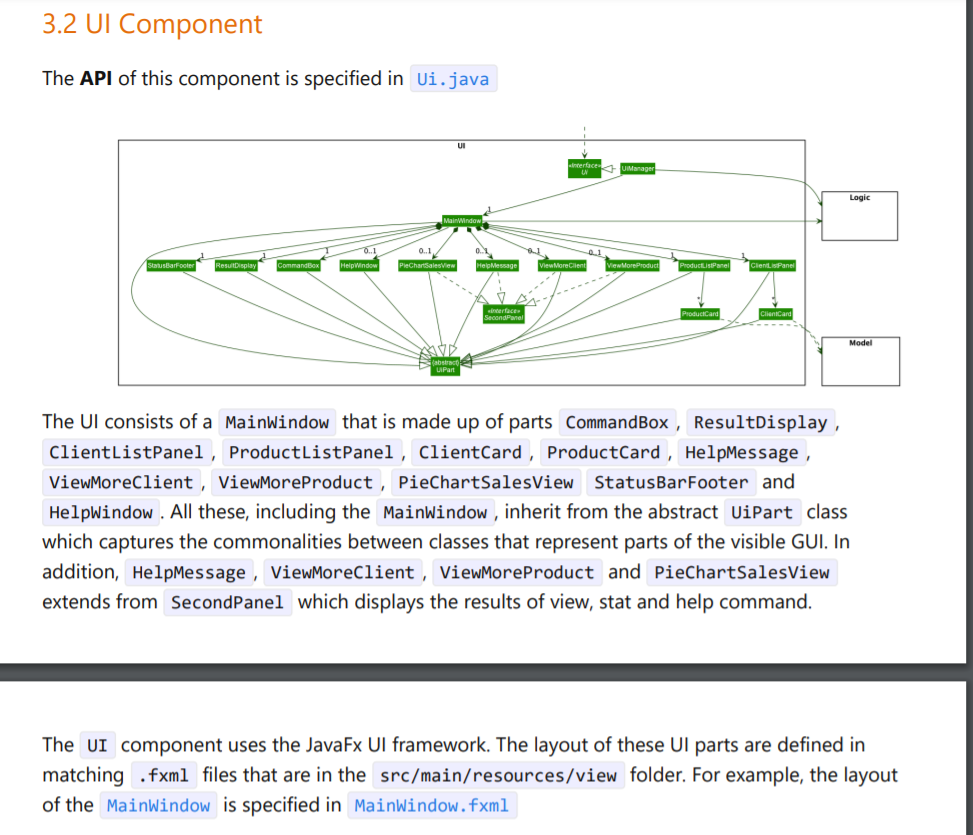 3.2 UI Component
The API of this component is specified in Ui.java
UI
«Interface»
Ui
UiManager
Logic
1
MainWindow
1
1
1
0..1
0..1
0..1
0..1
0..1
1
1
StatusBarFooter
ResultDisplay
CommandBox
HelpWindow
PieChartSalesView
HelpMessage
ViewMoreClient
ViewMoreProduct
ProductListPanel
ClientListPanel
*
*
«Interface»
SecondPanel
ProductCard
ClientCard
Model
{abstract}
UiPart
The UI consists of a MainWindow that is made up of parts CommandBox , ResultDisplay ,
ClientListPanel , ProductListPanel , ClientCard , ProductCard , HelpMessage ,
ViewMoreClient , ViewMoreProduct , PieChartSalesView StatusBarFooter and
HelpWindow . All these, including the MainWindow , inherit from the abstract UiPart class
which captures the commonalities between classes that represent parts of the visible GUI. In
addition, HelpMessage , ViewMoreClient , ViewMoreProduct and PieChartSalesView
extends from SecondPanel which displays the results of view, stat and help command.
The UI component uses the JavaFx UI framework. The layout of these UI parts are defined in
matching .fxml files that are in the src/main/resources/view folder. For example, the layout
of the MainWindow is specified in MainWindow.fxml